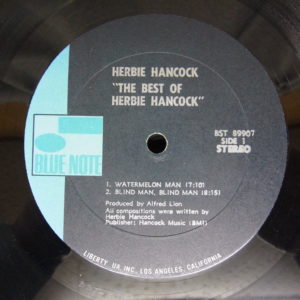 HERBIE HANCOCK
"THE BEST OF
HERBIE HANCOCK"
BST 89907
SIDE 1
STEREO
BLUE NOTE
1. WATERMELON MAN (7:10)
2. BLIND MAN, BLIND MAN (8:15)
Produced by Alfred Lion
All compositions were written by
Herbie Hancock
Publisher: Hancock Music (BMI)
LIBERTY UA, INC. LOS ANGELES, CALIFORNIA